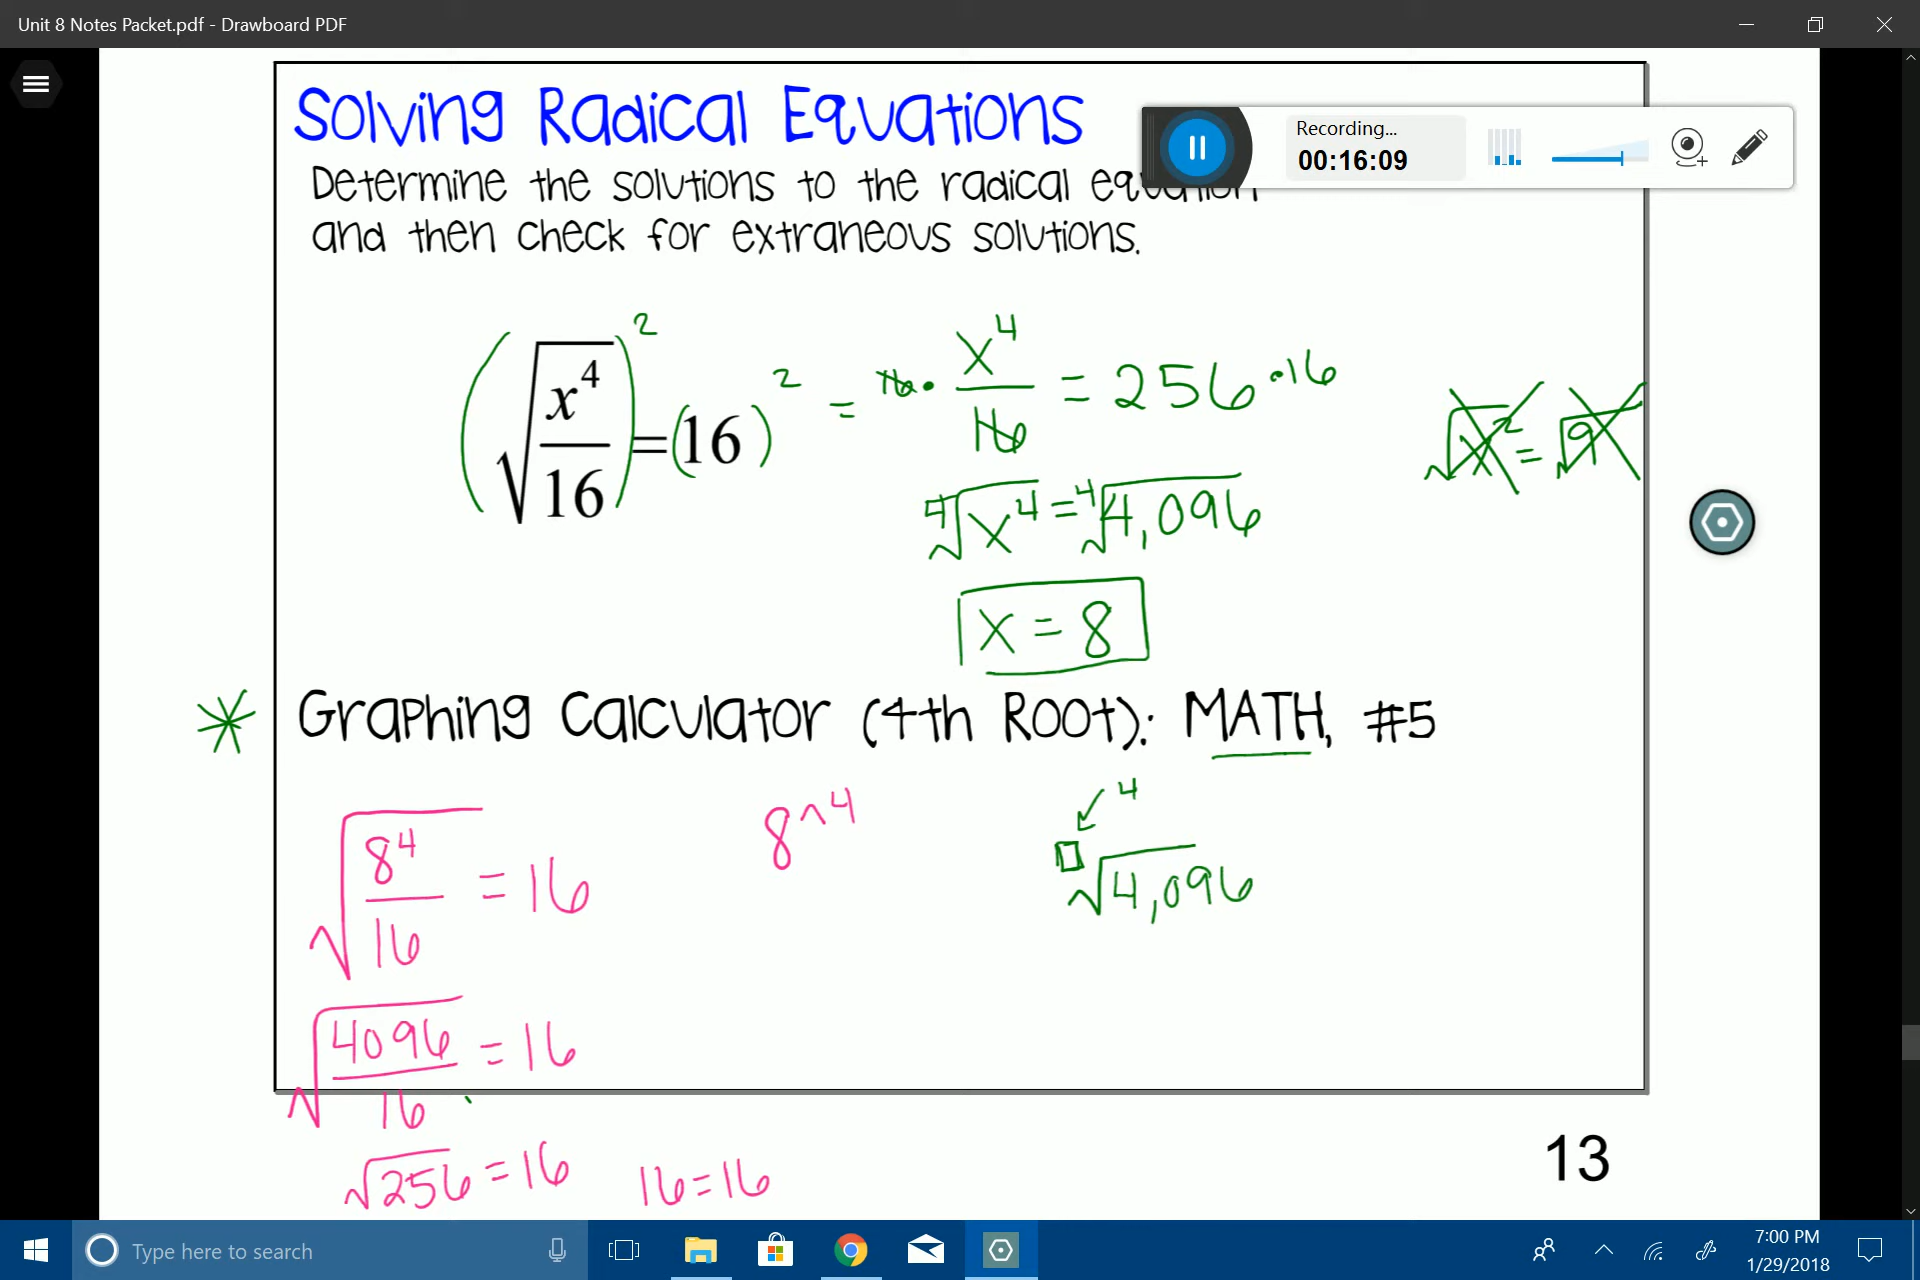 Unit 8 Notes Packet.pdf - Drawboard PDF
Solving Radical Equations
Recording...
00:16:09
Determine the solutions to the radical equation
and then check for extraneous solutions.
(√(x⁴/16))² = (16)² = 16 · x⁴/16 = 256 · 16
√x² = √9
⁴√x⁴ = ⁴√4,096
x = 8
* Graphing Calculator (4th Root): MATH, #5
√(8⁴/16) = 16
8^4
4
□√4,096
√(4096/16) = 16
√256 = 16
16 = 16
13
Type here to search
7:00 PM
1/29/2018